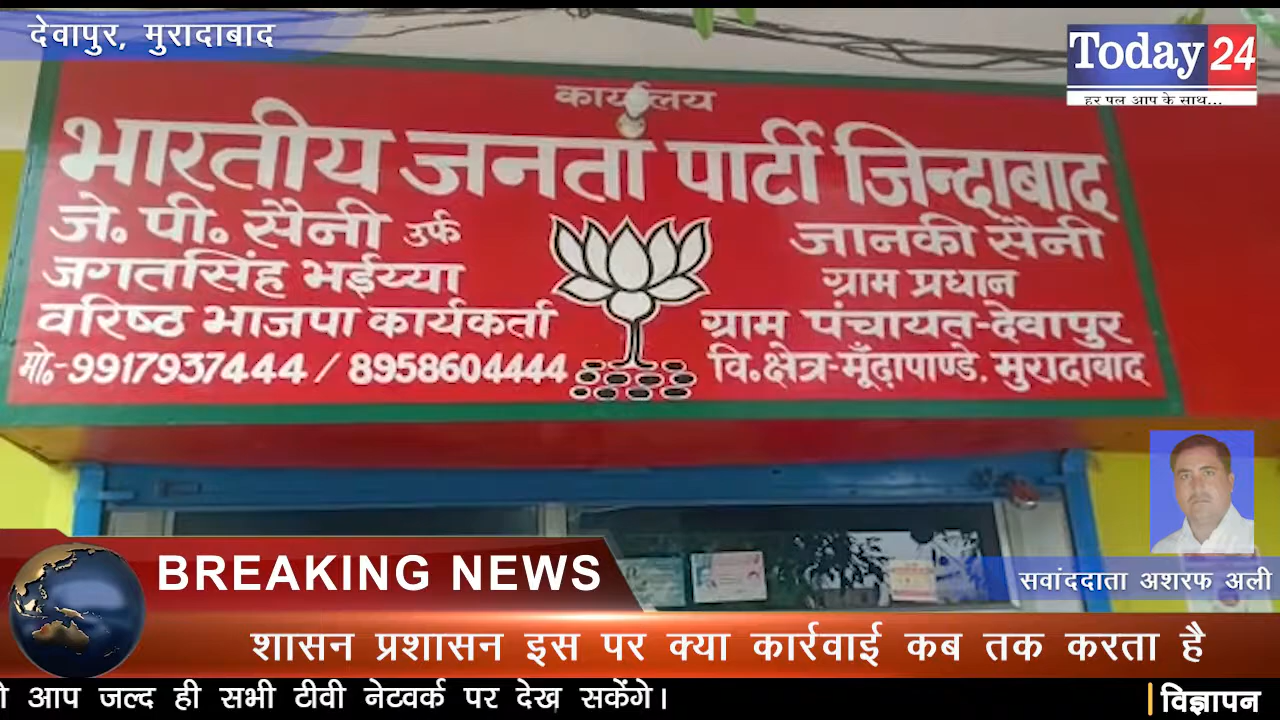 देवापुर, मुरादाबाद
Today 24
हर पल आप के साथ...
कार्यालय
भारतीय जनता पार्टी जिन्दाबाद
जे. पी. सैनी उर्फ
जगतसिंह भईय्या
वरिष्ठ भाजपा कार्यकर्ता
मो.-9917937444 / 8958604444
जानकी सैनी
ग्राम प्रधान
ग्राम पंचायत-देवापुर
वि.क्षेत्र-मूँढ़ापाण्डे, मुरादाबाद
सवांददाता अशरफ अली
BREAKING NEWS
शासन प्रशासन इस पर क्या कार्रवाई कब तक करता है
आप जल्द ही सभी टीवी नेटवर्क पर देख सकेंगे।
विज्ञापन